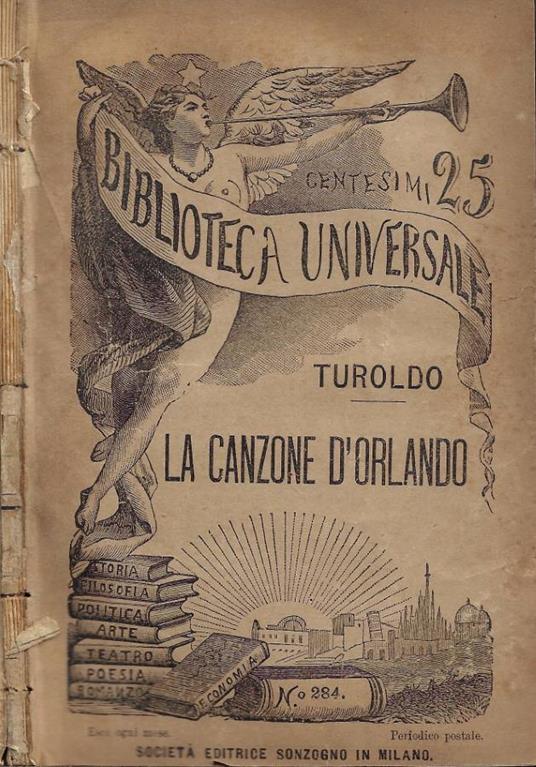 CENTESIMI 25
BIBLIOTECA UNIVERSALE
TUROLDO
LA CANZONE D'ORLANDO
STORIA
FILOSOFIA
POLITICA
ARTE
TEATRO
POESIA
ROMANZO
ECONOMIA
No 284.
Esce ogni mese.
Periodico postale.
SOCIETÀ EDITRICE SONZOGNO IN MILANO.